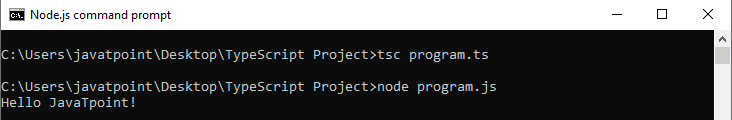 Node.js command prompt
C:\Users\javatpoint\Desktop\TypeScript Project>tsc program.ts
C:\Users\javatpoint\Desktop\TypeScript Project>node program.js
Hello JavaTpoint!